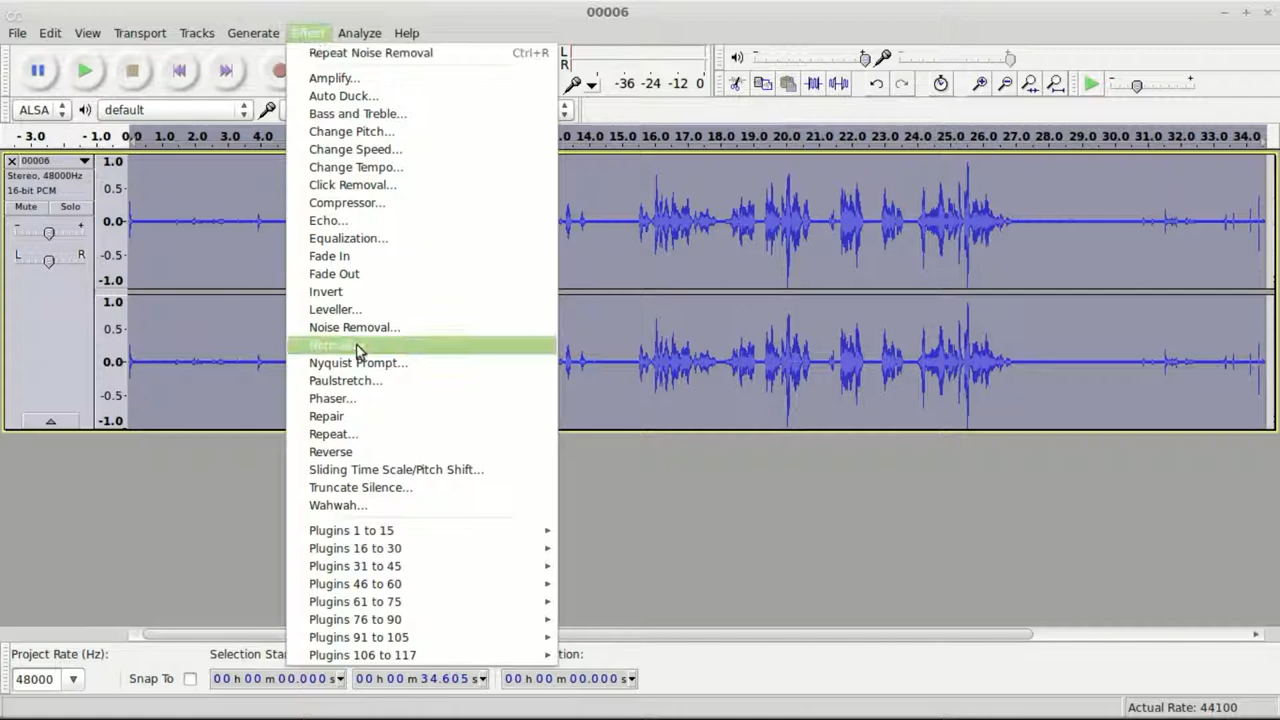 00006
File Edit View Transport Tracks Generate Effect Analyze Help
Repeat Noise Removal Ctrl+R
L
R
-36 -24 -12 0
Amplify...
Auto Duck...
ALSA default
Bass and Treble...
Change Pitch...
- 3.0 - 1.0 0.0 1.0 2.0 3.0 4.0 14.0 15.0 16.0 17.0 18.0 19.0 20.0 21.0 22.0 23.0 24.0 25.0 26.0 27.0 28.0 29.0 30.0 31.0 32.0 33.0 34.0
Change Speed...
Change Tempo...
Click Removal...
Compressor...
Echo...
Equalization...
Fade In
Fade Out
Invert
Leveller...
Noise Removal...
Nyquist Prompt...
Paulstretch...
Phaser...
Repair
Repeat...
Reverse
Sliding Time Scale/Pitch Shift...
Truncate Silence...
Wahwah...
Plugins 1 to 15
Plugins 16 to 30
Plugins 31 to 45
Plugins 46 to 60
Plugins 61 to 75
Plugins 76 to 90
Plugins 91 to 105
Plugins 106 to 117
00006
Stereo, 48000Hz
16-bit PCM
Mute Solo
- +
L R
1.0
0.5-
0.0-
-0.5-
-1.0
1.0
0.5-
0.0-
-0.5-
-1.0
Project Rate (Hz): Selection Star tion:
48000 Snap To 00 h 00 m 00.000 s 00 h 00 m 34.605 s 00 h 00 m 00.000 s
Actual Rate: 44100